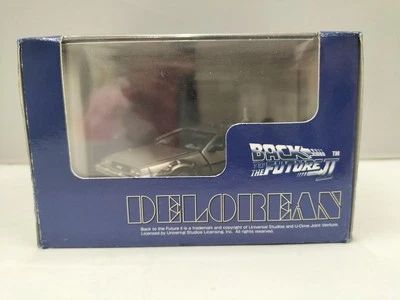 BACK
TO THE
FUTURE II ™
DELOREAN
Back to the Future II is a trademark and copyright of Universal Studios and U-Drive Joint Venture.
Licensed by Universal Studios Licensing, Inc. All rights reserved.